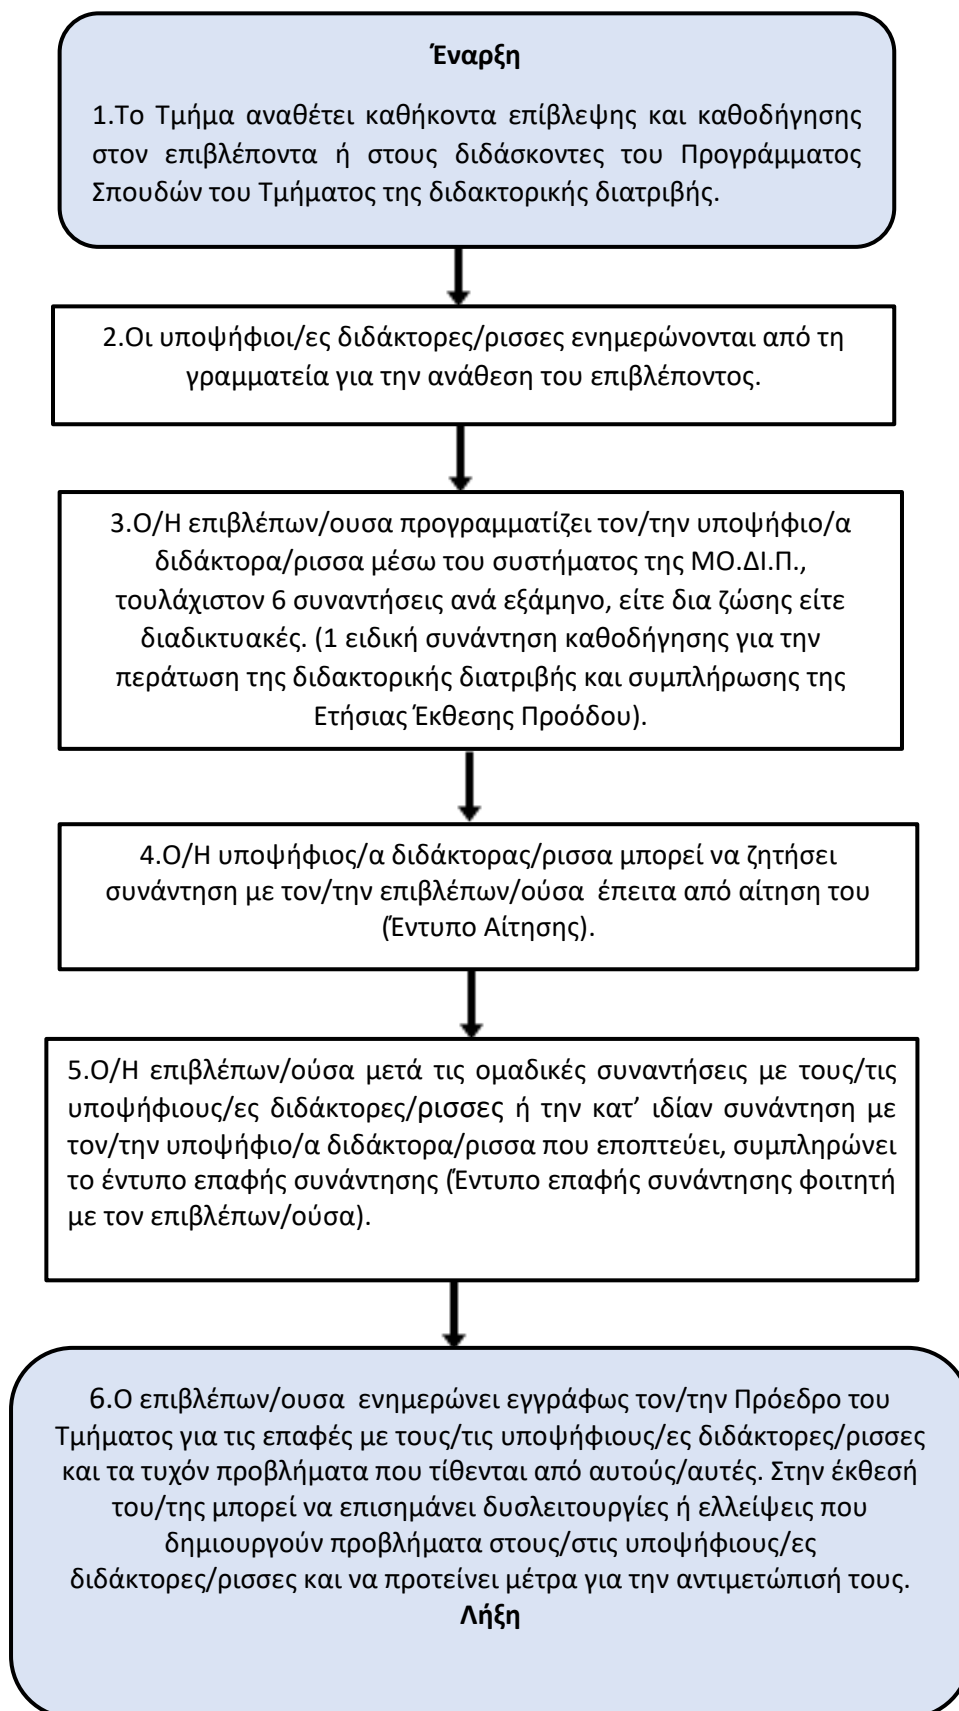 Έναρξη
1.Το Τμήμα αναθέτει καθήκοντα επίβλεψης και καθοδήγησης
στον επιβλέποντα ή στους διδάσκοντες του Προγράμματος
Σπουδών του Τμήματος της διδακτορικής διατριβής.
2.Οι υποψήφιοι/ες διδάκτορες/ρισσες ενημερώνονται από τη
γραμματεία για την ανάθεση του επιβλέποντος.
3.Ο/Η επιβλέπων/ουσα προγραμματίζει τον/την υποψήφιο/α
διδάκτορα/ρισσα μέσω του συστήματος της ΜΟ.ΔΙ.Π.,
τουλάχιστον 6 συναντήσεις ανά εξάμηνο, είτε δια ζώσης είτε
διαδικτυακές. (1 ειδική συνάντηση καθοδήγησης για την
περάτωση της διδακτορικής διατριβής και συμπλήρωσης της
Ετήσιας Έκθεσης Προόδου).
4.Ο/Η υποψήφιος/α διδάκτορας/ρισσα μπορεί να ζητήσει
συνάντηση με τον/την επιβλέπων/ούσα  έπειτα από αίτηση του
(Έντυπο Αίτησης).
5.Ο/Η επιβλέπων/ούσα μετά τις ομαδικές συναντήσεις με τους/τις
υποψήφιους/ες διδάκτορες/ρισσες ή την κατ’ ιδίαν συνάντηση με
τον/την υποψήφιο/α διδάκτορα/ρισσα που εποπτεύει, συμπληρώνει
το έντυπο επαφής συνάντησης (Έντυπο επαφής συνάντησης φοιτητή
με τον επιβλέπων/ούσα).
6.Ο επιβλέπων/ουσα  ενημερώνει εγγράφως τον/την Πρόεδρο του
Τμήματος για τις επαφές με τους/τις υποψήφιους/ες διδάκτορες/ρισσες
και τα τυχόν προβλήματα που τίθενται από αυτούς/αυτές. Στην έκθεσή
του/της μπορεί να επισημάνει δυσλειτουργίες ή ελλείψεις που
δημιουργούν προβλήματα στους/στις υποψήφιους/ες
διδάκτορες/ρισσες και να προτείνει μέτρα για την αντιμετώπισή τους.
Λήξη